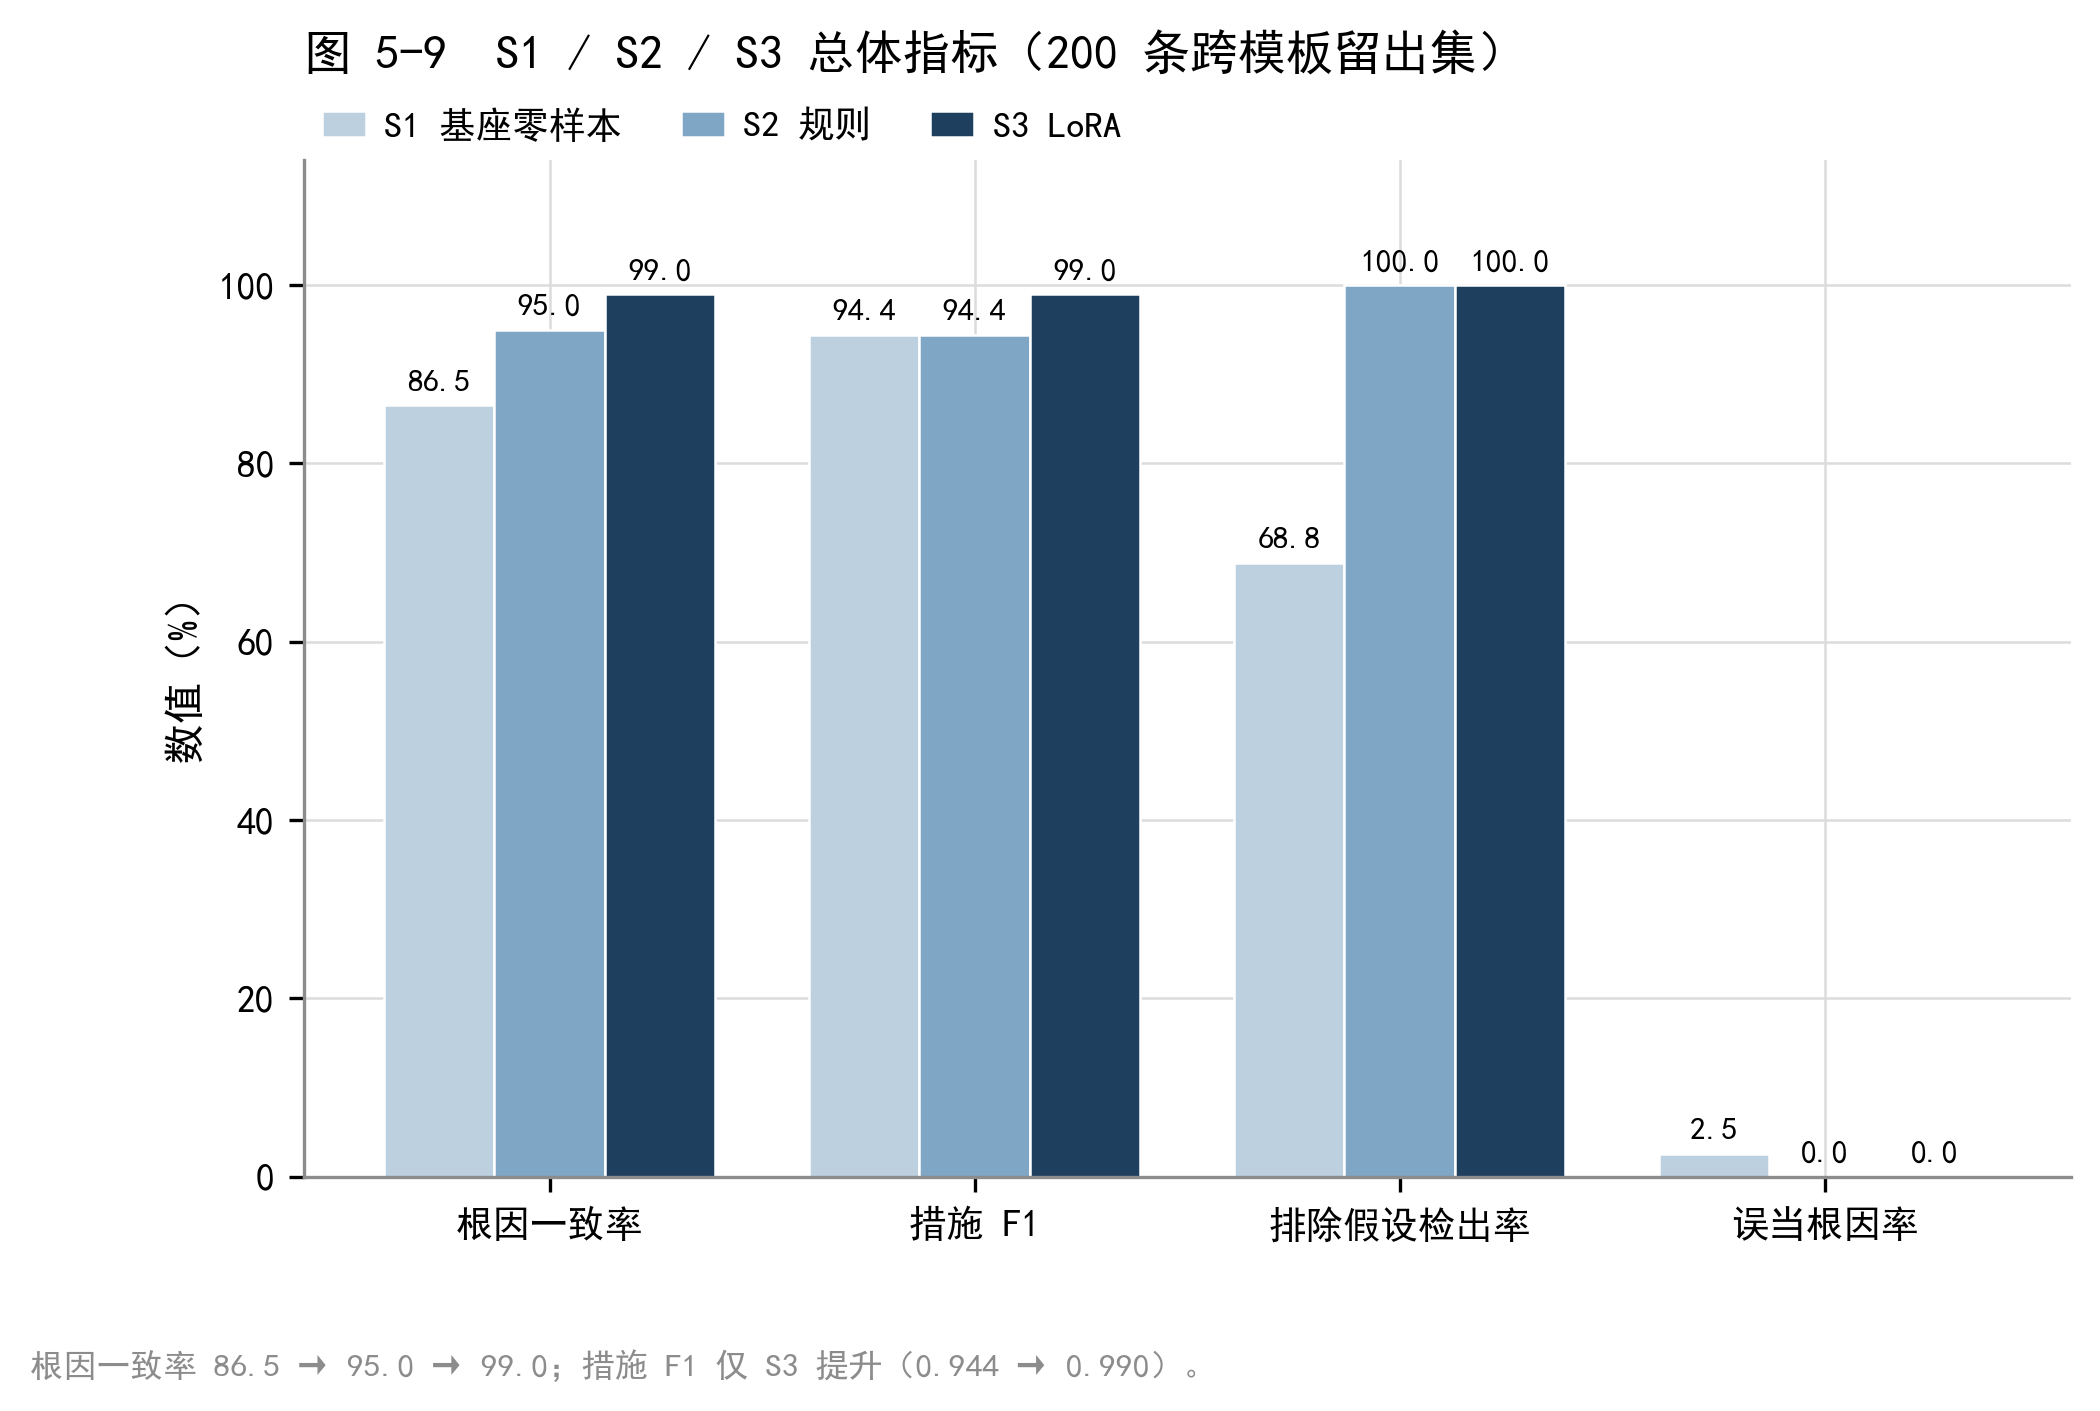 图 5-9  S1 / S2 / S3 总体指标（200 条跨模板留出集）
S1 基座零样本  S2 规则  S3 LoRA
数值（%）
100
80
60
40
20
0
86.5 95.0 99.0
94.4 94.4 99.0
68.8 100.0 100.0
2.5 0.0 0.0
根因一致率 措施 F1 排除假设检出率 误当根因率
根因一致率 86.5 → 95.0 → 99.0；措施 F1 仅 S3 提升（0.944 → 0.990）。